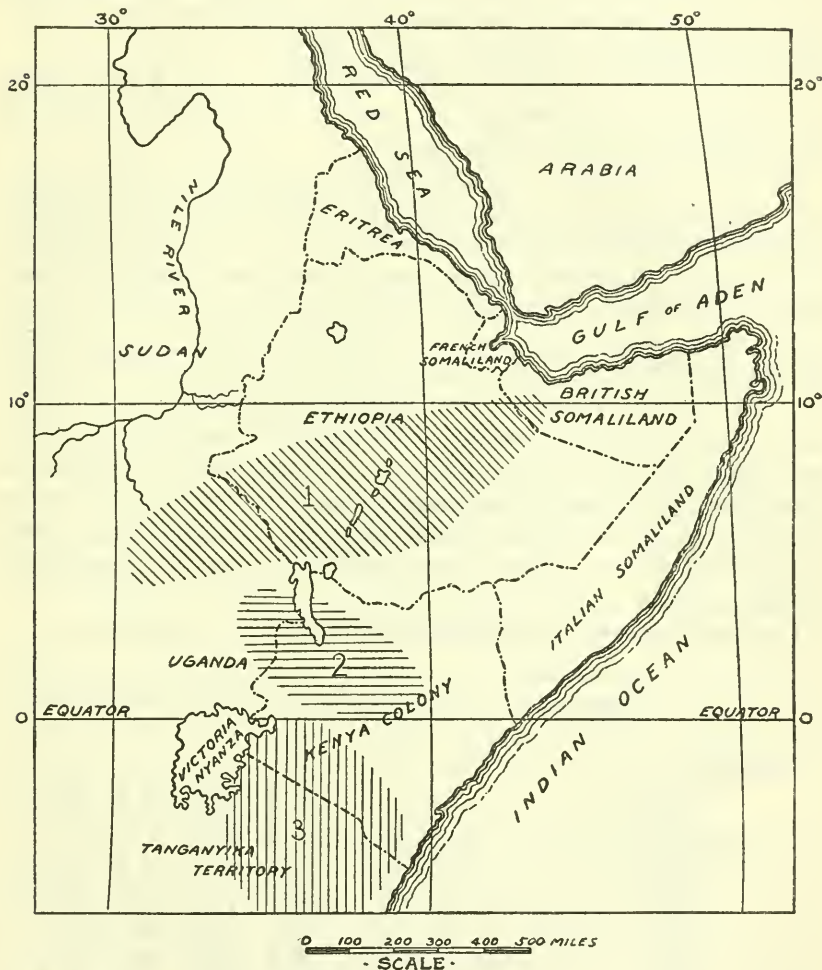 30° 40° 50°
20° 20°
RED SEA
ARABIA
NILE RIVER
ERITREA
GULF OF ADEN
SUDAN
FRENCH
SOMALILAND
BRITISH
SOMALILAND
10° 10°
ETHIOPIA
1
ITALIAN SOMALILAND
UGANDA
2
KENYA COLONY
INDIAN OCEAN
EQUATOR EQUATOR
0 0
VICTORIA
NYANZA
3
TANGANYIKA
TERRITORY
0 100 200 300 400 500 MILES
· SCALE ·